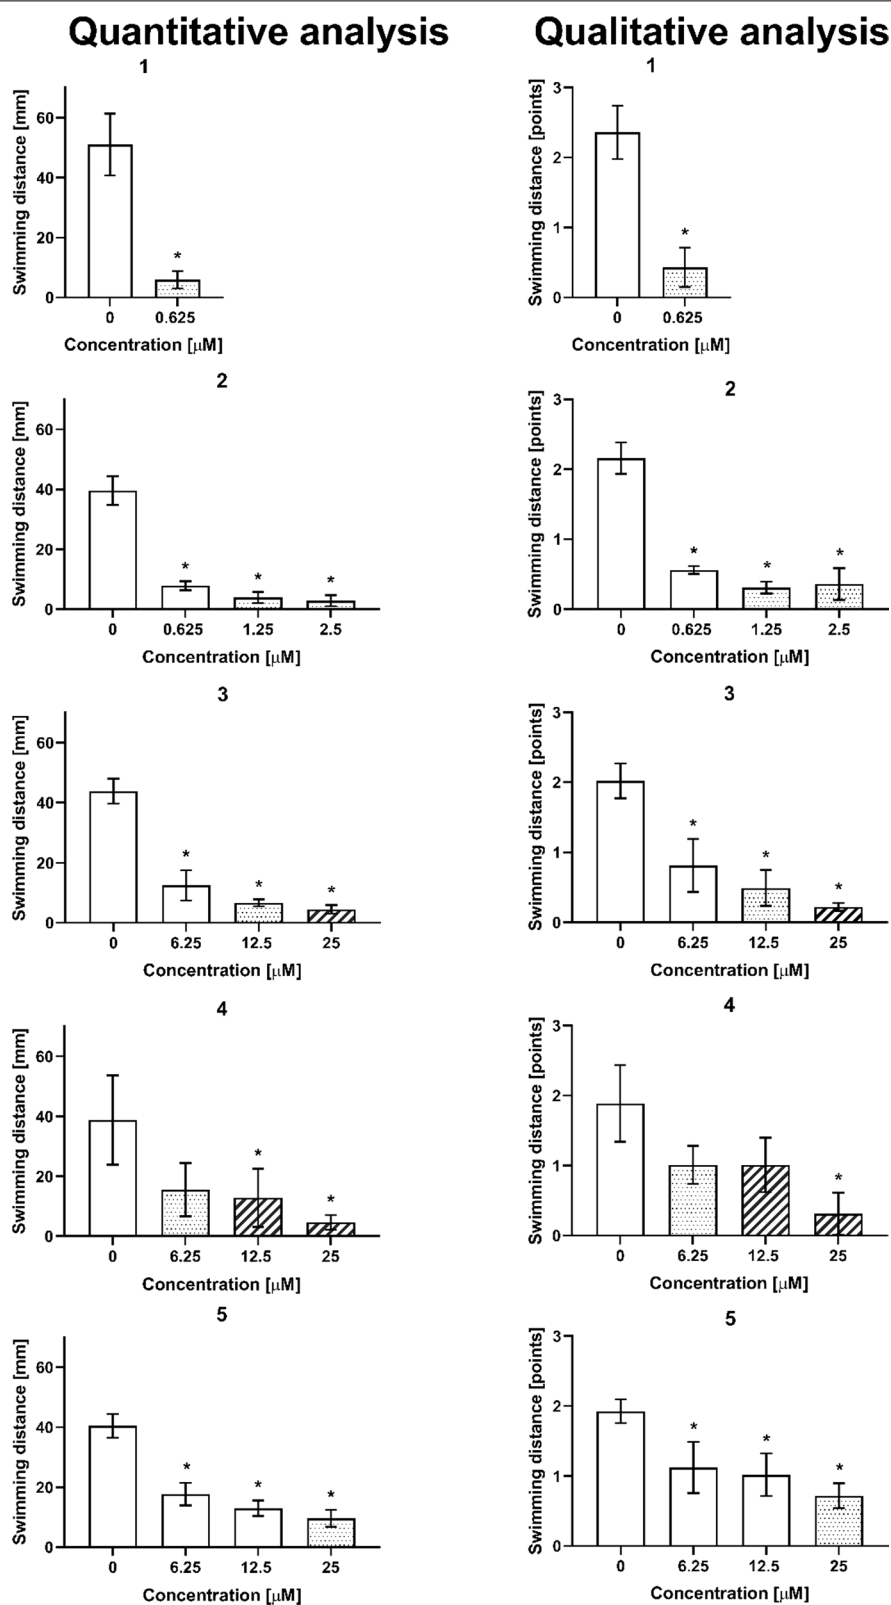 Quantitative analysis
Qualitative analysis
1
Swimming distance [mm]
60
40
20
0
*
0 0.625
Concentration [μM]
1
Swimming distance [points]
3
2
1
0
*
0 0.625
Concentration [μM]
2
Swimming distance [mm]
60
40
20
0
* * *
0 0.625 1.25 2.5
Concentration [μM]
2
Swimming distance [points]
3
2
1
0
* * *
0 0.625 1.25 2.5
Concentration [μM]
3
Swimming distance [mm]
60
40
20
0
* * *
0 6.25 12.5 25
Concentration [μM]
3
Swimming distance [points]
3
2
1
0
* * *
0 6.25 12.5 25
Concentration [μM]
4
Swimming distance [mm]
60
40
20
0
* *
0 6.25 12.5 25
Concentration [μM]
4
Swimming distance [points]
3
2
1
0
*
0 6.25 12.5 25
Concentration [μM]
5
Swimming distance [mm]
60
40
20
0
* * *
0 6.25 12.5 25
Concentration [μM]
5
Swimming distance [points]
3
2
1
0
* * *
0 6.25 12.5 25
Concentration [μM]